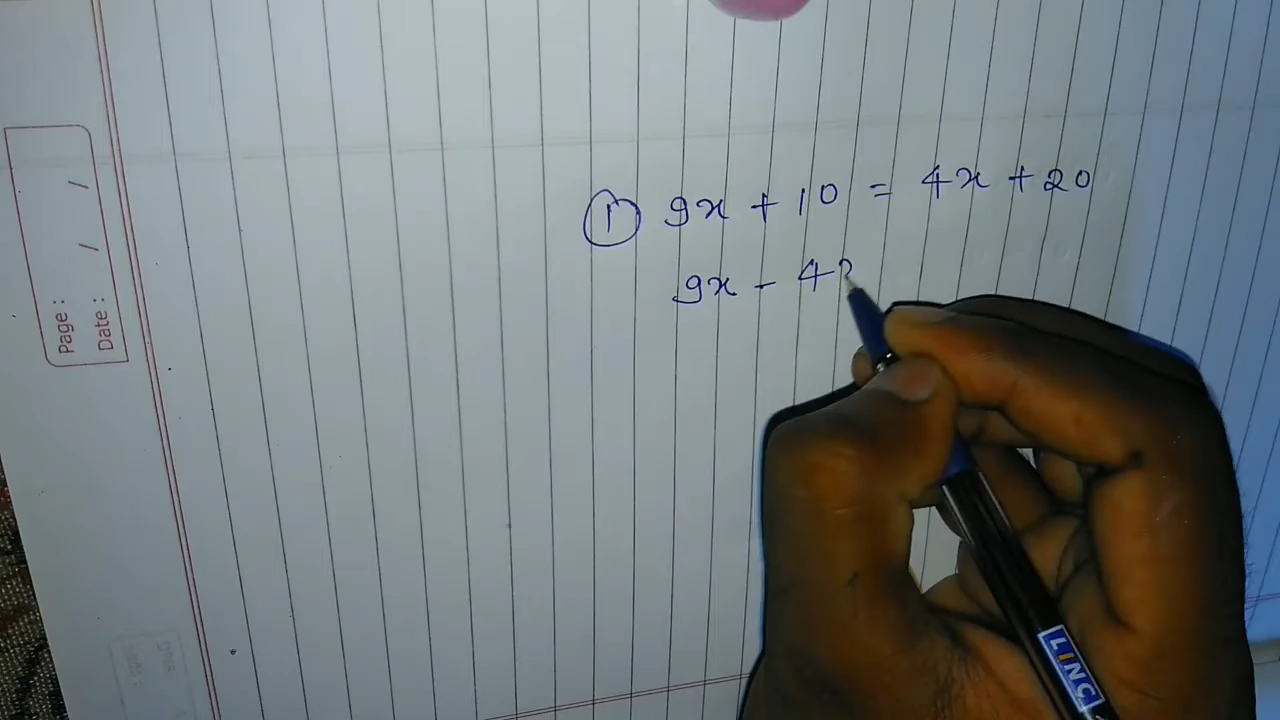 ① 9x + 10 = 4x + 20
9x - 4
Page :
Date : / /
LINC